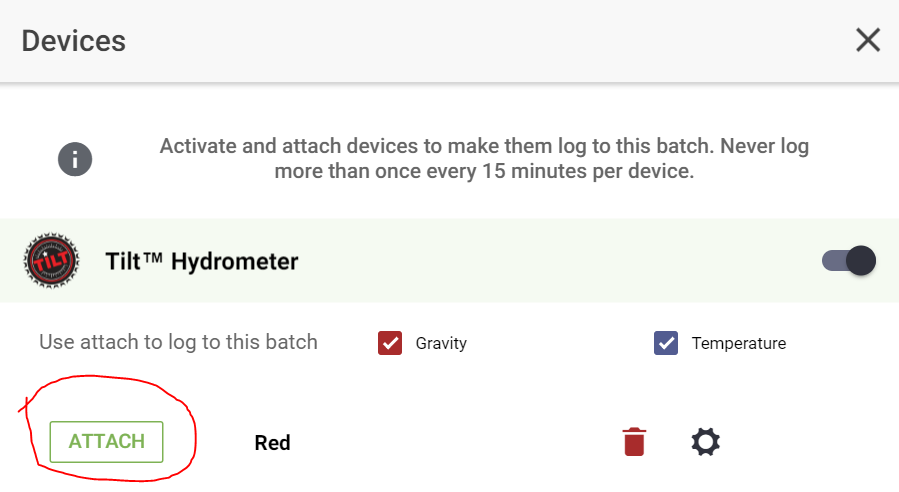 Devices
Activate and attach devices to make them log to this batch. Never log
more than once every 15 minutes per device.
TILT
Tilt™ Hydrometer
Use attach to log to this batch
Gravity
Temperature
ATTACH
Red